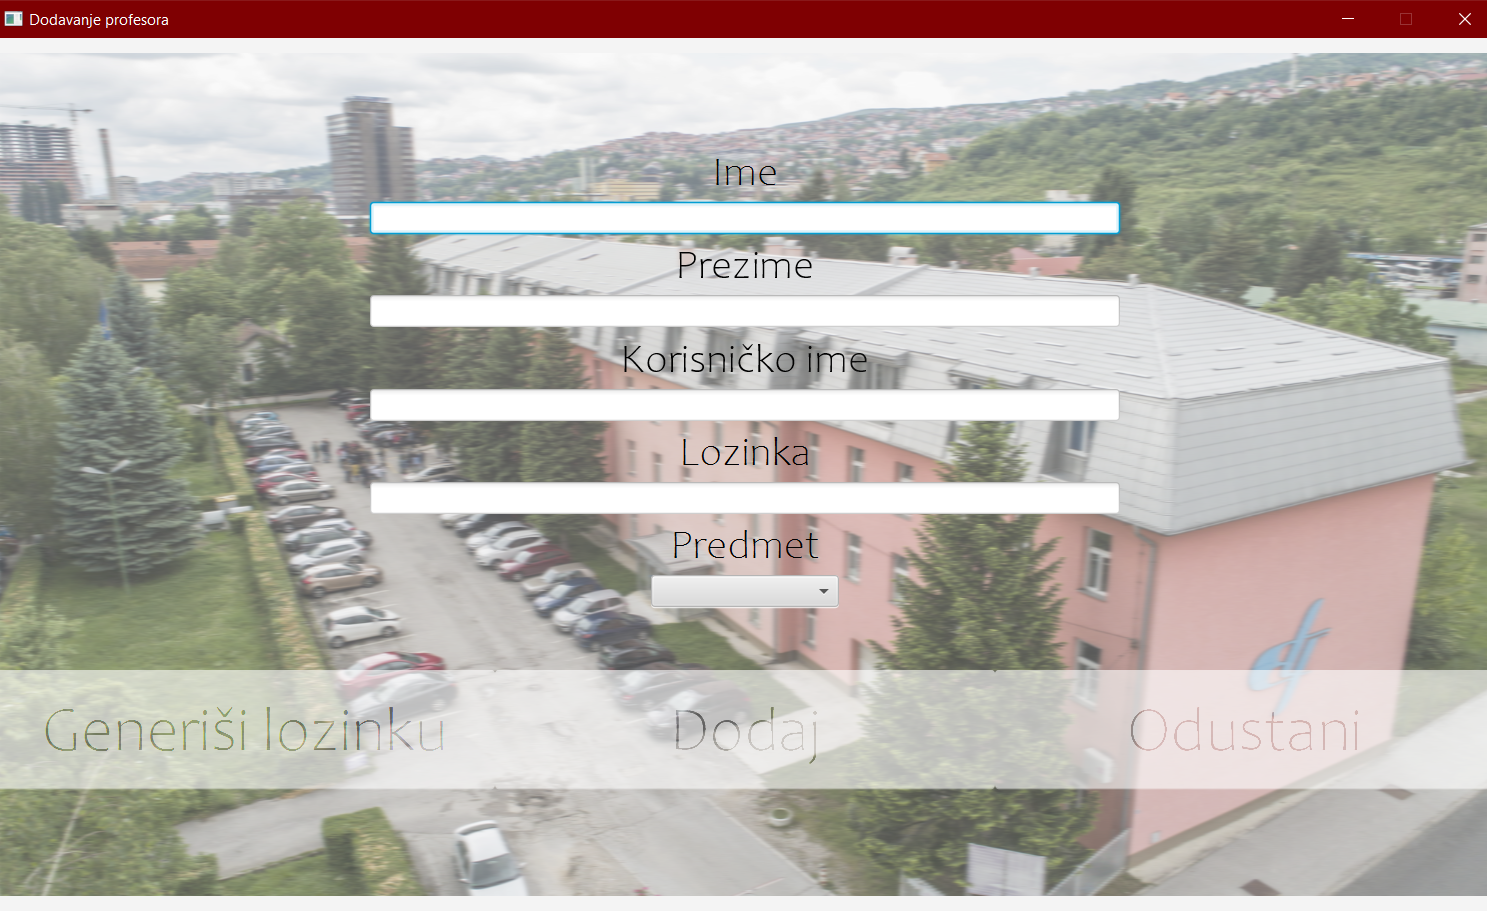 Dodavanje profesora
Ime
Prezime
Korisničko ime
Lozinka
Predmet
Generiši lozinku
Dodaj
Odustani